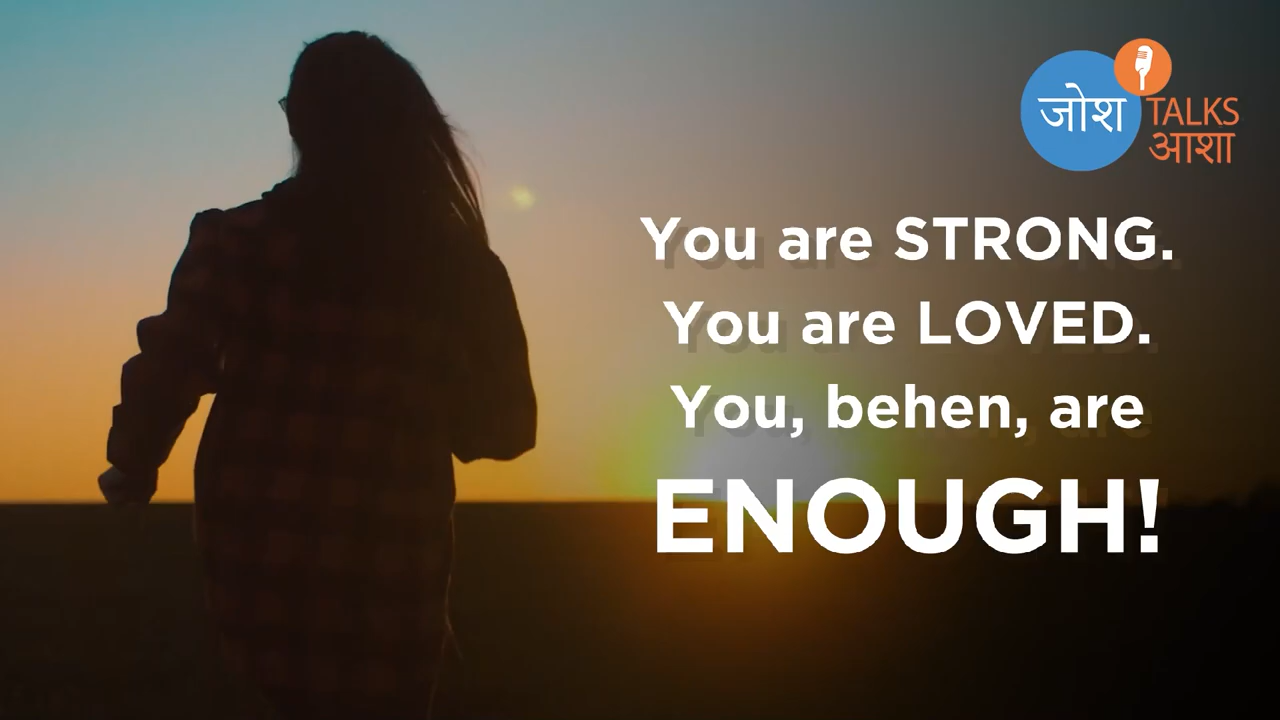 जोश
TALKS
आशा
You are STRONG.
You are LOVED.
You, behen, are
ENOUGH!